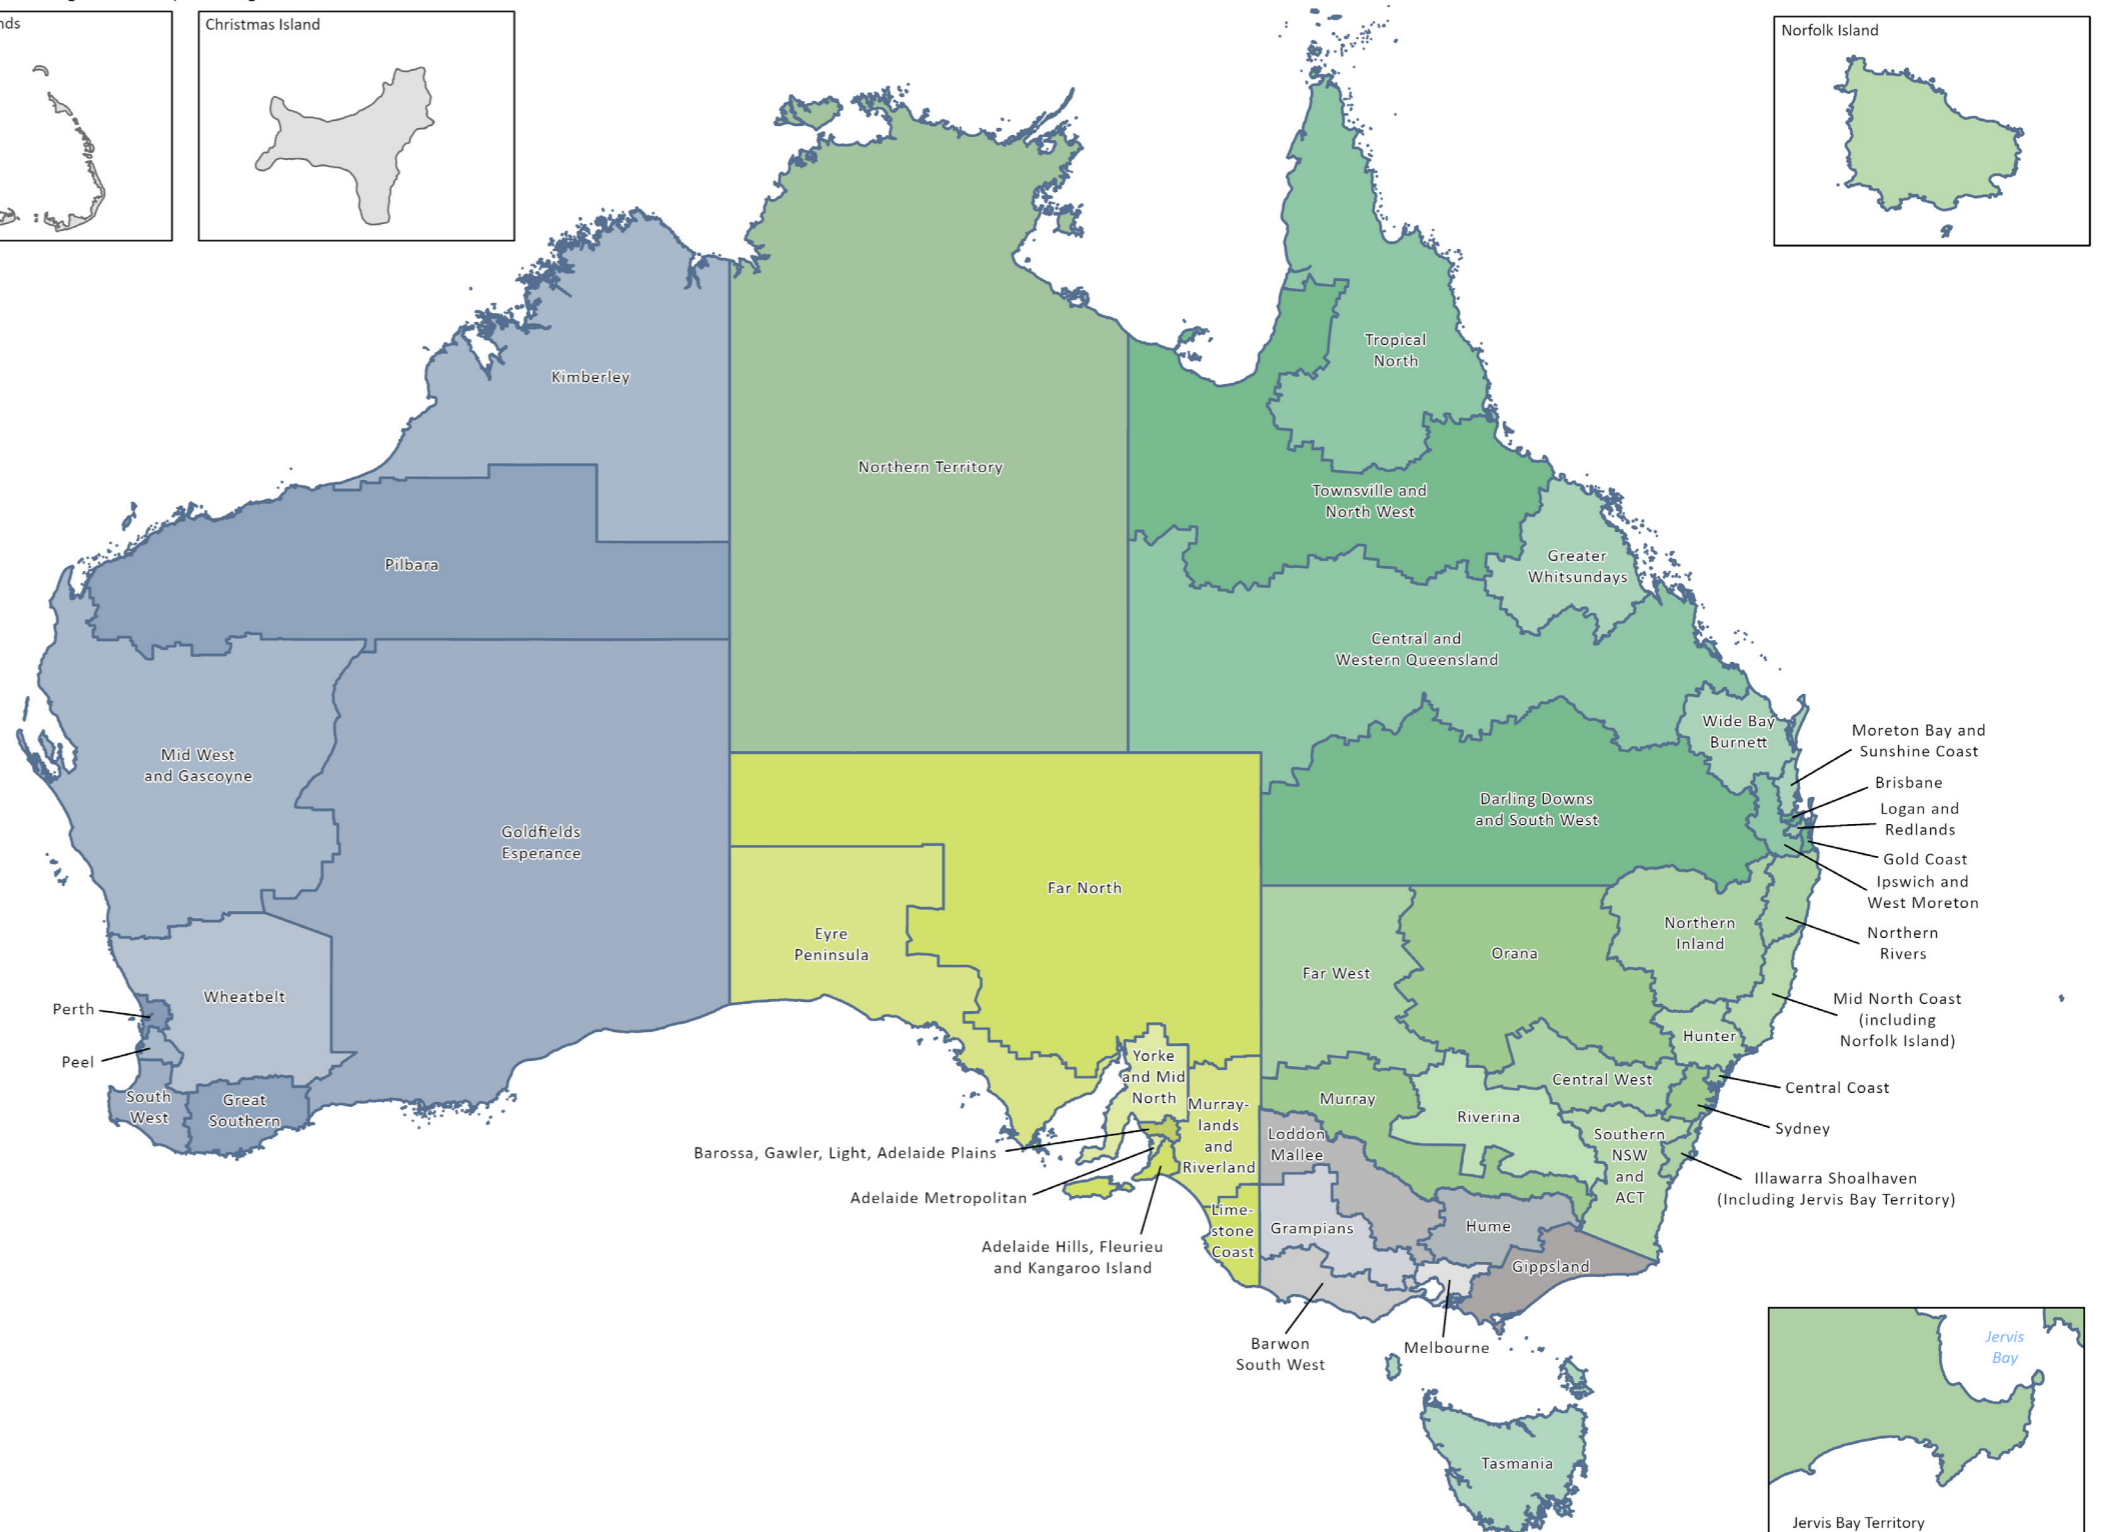 nds
Christmas Island
Norfolk Island
Kimberley
Tropical
North
Northern Territory
Townsville and
North West
Pilbara
Greater
Whitsundays
Central and
Western Queensland
Wide Bay
Burnett
Moreton Bay and
Sunshine Coast
Mid West
and Gascoyne
Brisbane
Darling Downs
and South West
Logan and
Redlands
Goldfields
Esperance
Gold Coast
Ipswich and
West Moreton
Far North
Northern
Inland
Northern
Rivers
Eyre
Peninsula
Orana
Far West
Wheatbelt
Mid North Coast
(including
Norfolk Island)
Perth
Hunter
Peel
Yorke
and Mid
North
Central West
Central Coast
South
West
Great
Southern
Murray
Riverina
Murray-
lands
and
Riverland
Sydney
Loddon
Mallee
Southern
NSW
and
ACT
Barossa, Gawler, Light, Adelaide Plains
Illawarra Shoalhaven
(Including Jervis Bay Territory)
Adelaide Metropolitan
Lime-
stone
Coast
Grampians
Hume
Adelaide Hills, Fleurieu
and Kangaroo Island
Gippsland
Barwon
South West
Melbourne
Jervis
Bay
Tasmania
Jervis Bay Territory